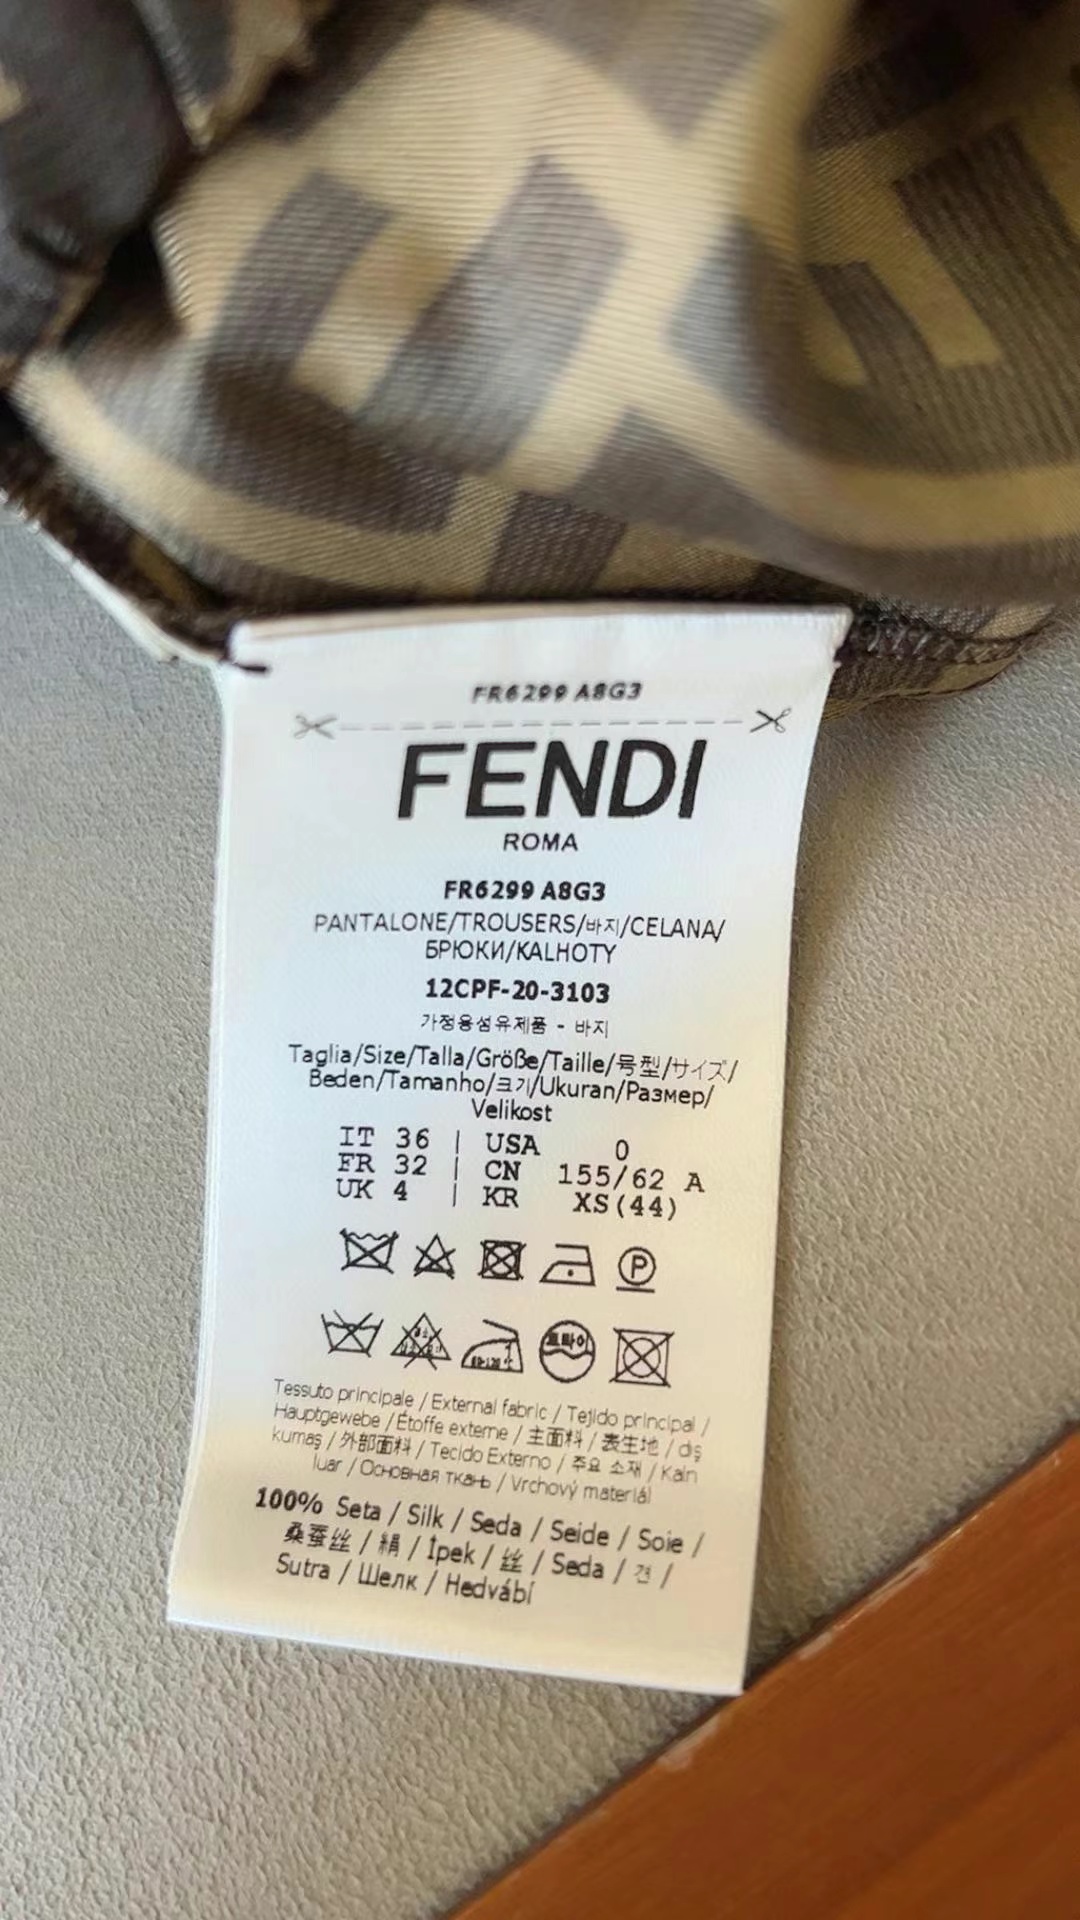 FR6299 A8G3
FENDI
ROMA
FR6299 A8G3
PANTALONE/TROUSERS/바지/CELANA/
БРЮКИ/KALHOTY
12CPF-20-3103
가정용섬유제품 - 바지
Taglia/Size/Talla/Größe/Taille/号型/サイズ/
Beden/Tamanho/크기/Ukuran/Размер/
Velikost
IT 36 | USA 0
FR 32 | CN 155/62 A
UK 4 | KR XS(44)
P
드라이
Tessuto principale / External fabric / Tejido principal /
Hauptgewebe / Étoffe externe / 主面料 / 表生地 / dış
kumaş / 外部面料 / Tecido Externo / 주요 소재 / Kain
luar / Основная ткань / Vrchový materiál
100% Seta / Silk / Seda / Seide / Soie /
桑蚕丝 / 絹 / İpek / 丝 / Seda / 견 /
Sutra / Шелк / Hedvábí